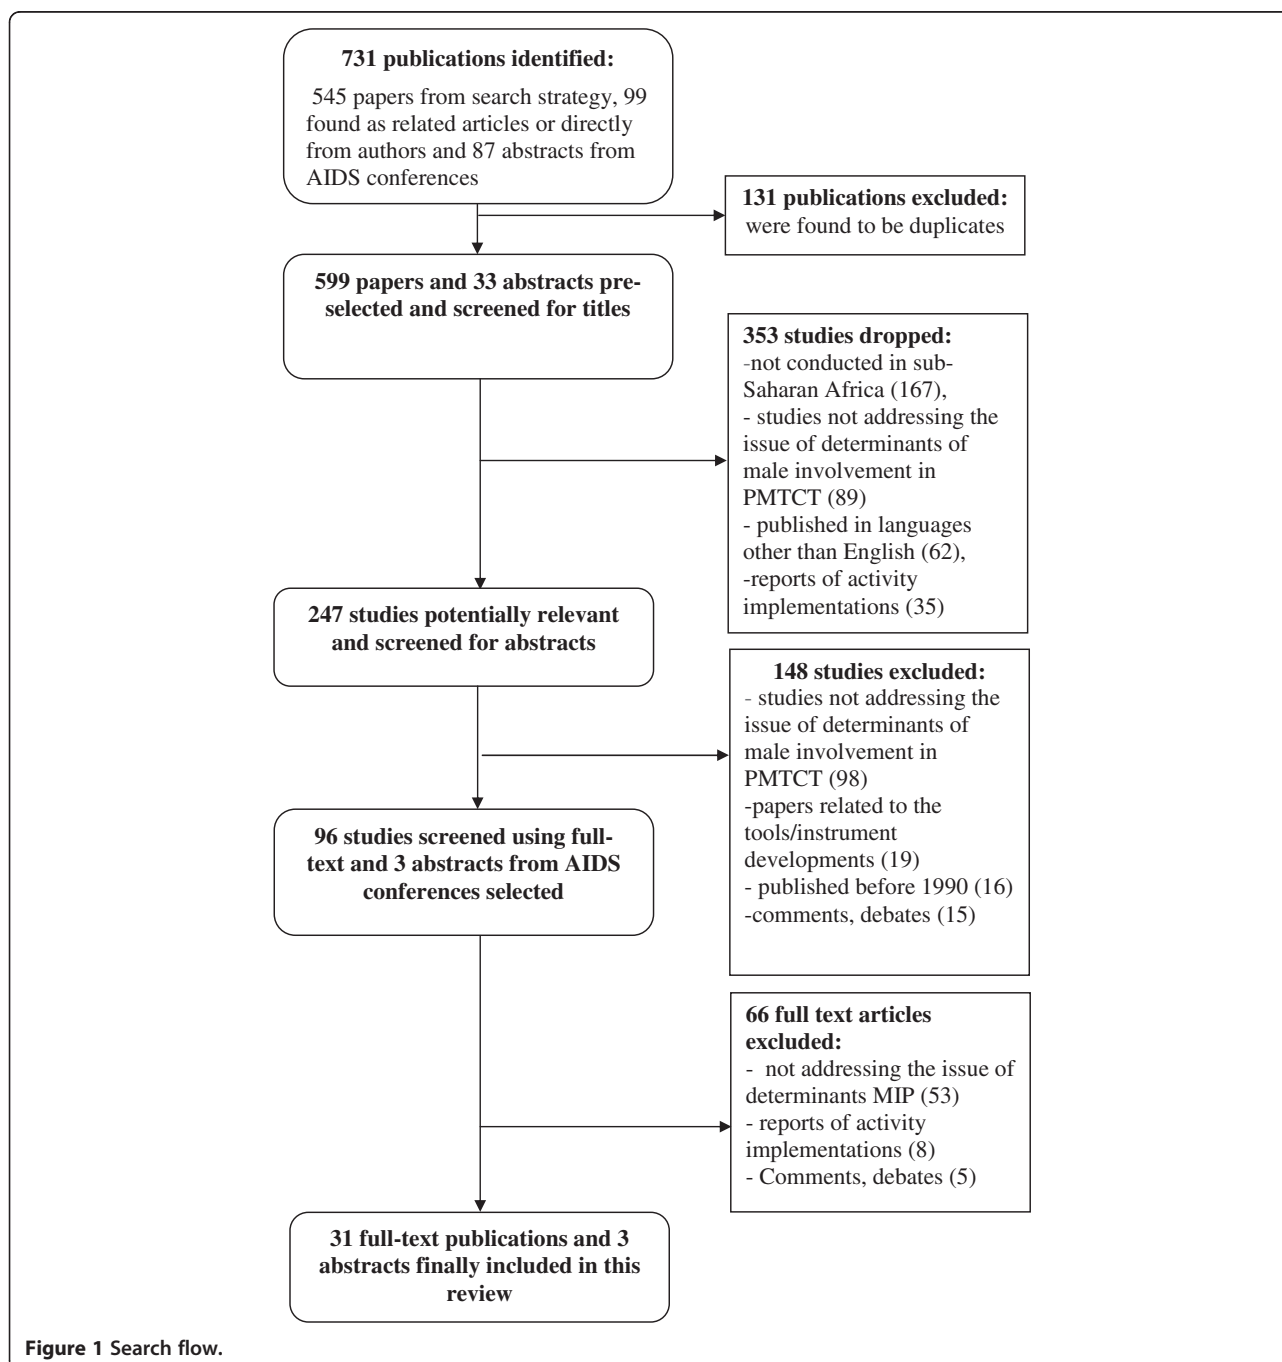 731 publications identified:
545 papers from search strategy, 99
found as related articles or directly
from authors and 87 abstracts from
AIDS conferences
131 publications excluded:
were found to be duplicates
599 papers and 33 abstracts pre-
selected and screened for titles
353 studies dropped:
-not conducted in sub-
Saharan Africa (167),
- studies not addressing the
issue of determinants of
male involvement in
PMTCT (89)
- published in languages
other than English (62),
-reports of activity
implementations (35)
247 studies potentially relevant
and screened for abstracts
148 studies excluded:
- studies not addressing the
issue of determinants of
male involvement in
PMTCT (98)
-papers related to the
tools/instrument
developments (19)
- published before 1990 (16)
-comments, debates (15)
96 studies screened using full-
text and 3 abstracts from AIDS
conferences selected
66 full text articles
excluded:
- not addressing the issue of
determinants MIP (53)
- reports of activity
implementations (8)
- Comments, debates (5)
31 full-text publications and 3
abstracts finally included in this
review
Figure 1 Search flow.